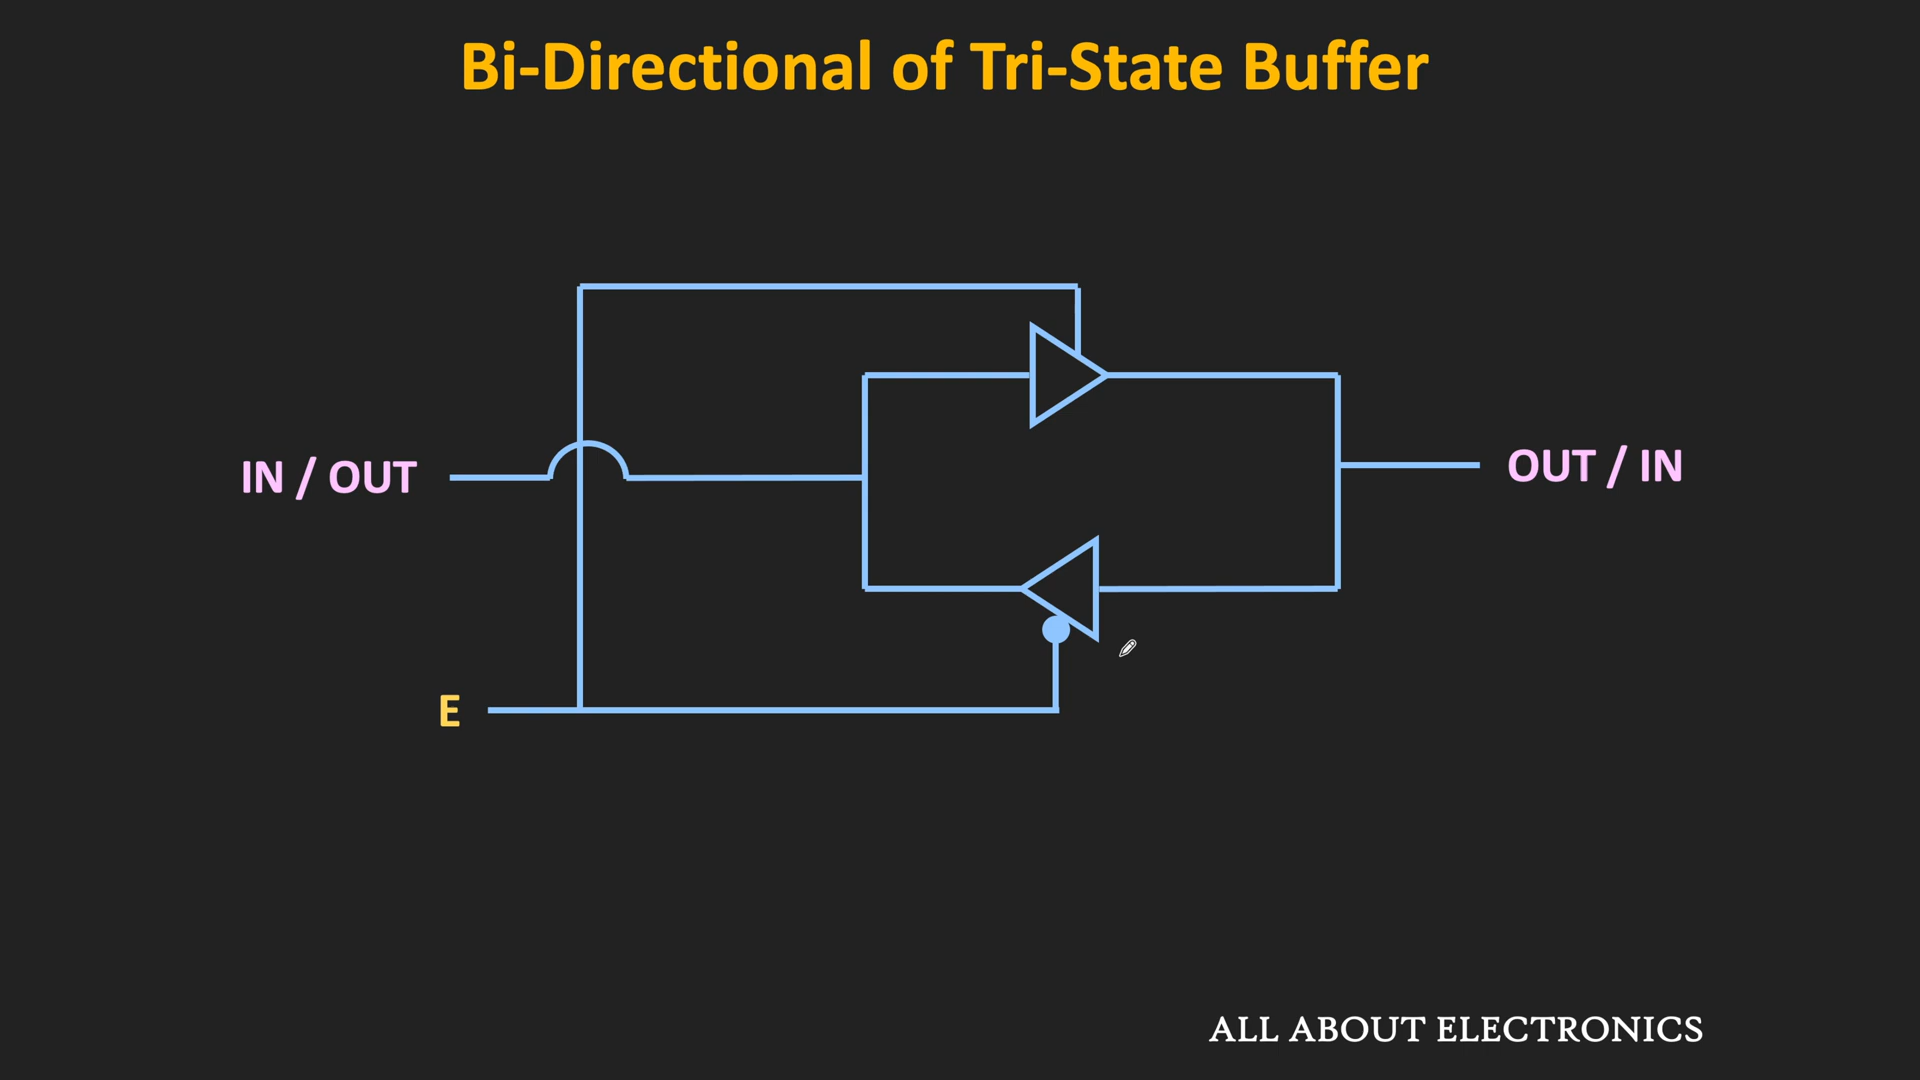 Bi-Directional of Tri-State Buffer
IN / OUT
OUT / IN
E
ALL ABOUT ELECTRONICS